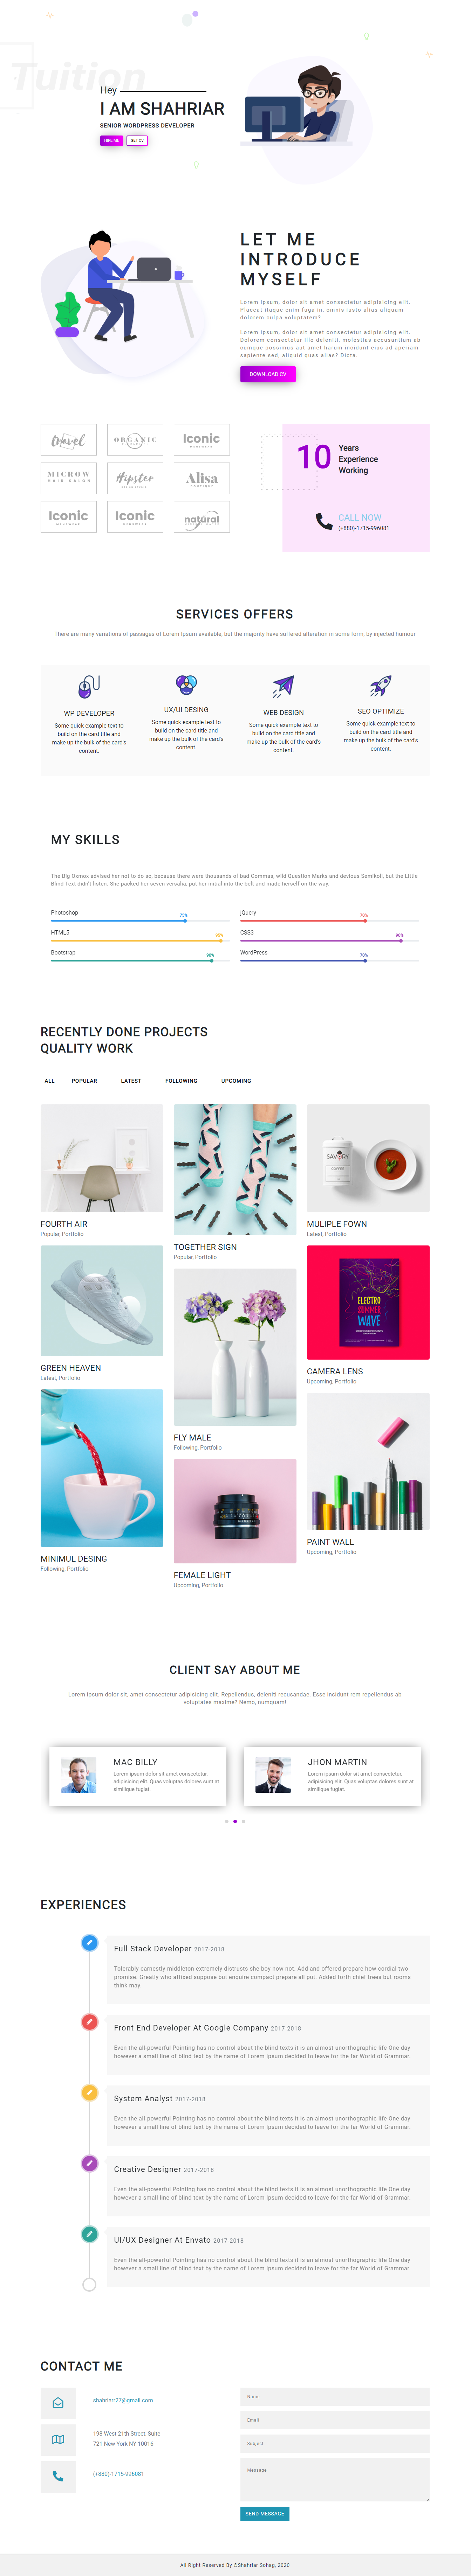 Tuition
Hey
I AM SHAHRIAR
SENIOR WORDPRESS DEVELOPER
HIRE ME
GET CV
LET ME
INTRODUCE
MYSELF
Lorem ipsum, dolor sit amet consectetur adipisicing elit.
Placeat itaque enim fuga in, omnis iusto alias aliquam
dolorem culpa voluptatem?
Lorem ipsum, dolor sit amet consectetur adipisicing elit.
Dolorem consectetur illo deleniti, molestias accusantium ab
cumque possimus aut amet harum incidunt eius ad aperiam
sapiente sed, aliquid quas alias? Dicta.
DOWNLOAD CV
travel
ORGANIC
Iconic
MICROW
HAIR SALON
Hipster
Alisa
BOUTIQUE
Iconic
Iconic
natural
10
Years
Experience
Working
CALL NOW
(+880)-1715-996081
SERVICES OFFERS
There are many variations of passages of Lorem Ipsum available, but the majority have suffered alteration in some form, by injected humour
WP DEVELOPER
Some quick example text to
build on the card title and
make up the bulk of the card's
content.
UX/UI DESING
Some quick example text to
build on the card title and
make up the bulk of the card's
content.
WEB DESIGN
Some quick example text to
build on the card title and
make up the bulk of the card's
content.
SEO OPTIMIZE
Some quick example text to
build on the card title and
make up the bulk of the card's
content.
MY SKILLS
The Big Oxmox advised her not to do so, because there were thousands of bad Commas, wild Question Marks and devious Semikoli, but the Little
Blind Text didn't listen. She packed her seven versalia, put her initial into the belt and made herself on the way.
Photoshop
75%
jQuery
70%
HTML5
95%
CSS3
90%
Bootstrap
90%
WordPress
70%
RECENTLY DONE PROJECTS
QUALITY WORK
ALL
POPULAR
LATEST
FOLLOWING
UPCOMING
FOURTH AIR
Popular, Portfolio
TOGETHER SIGN
Popular, Portfolio
SAVORY
MULIPLE FOWN
Latest, Portfolio
GREEN HEAVEN
Latest, Portfolio
FLY MALE
Following, Portfolio
ELECTRO
SUMMER
WAVE
CAMERA LENS
Upcoming, Portfolio
MINIMUL DESING
Following, Portfolio
FEMALE LIGHT
Upcoming, Portfolio
PAINT WALL
Upcoming, Portfolio
CLIENT SAY ABOUT ME
Lorem ipsum dolor sit, amet consectetur adipisicing elit. Repellendus, deleniti recusandae. Esse incidunt rem repellendus ab
voluptates maxime? Nemo, numquam!
MAC BILLY
Lorem ipsum dolor sit amet consectetur,
adipisicing elit. Quas voluptas dolores sunt at
similique fugiat.
JHON MARTIN
Lorem ipsum dolor sit amet consectetur,
adipisicing elit. Quas voluptas dolores sunt at
similique fugiat.
EXPERIENCES
Full Stack Developer 2017-2018
Tolerably earnestly middleton extremely distrusts she boy now not. Add and offered prepare how cordial two
promise. Greatly who affixed suppose but enquire compact prepare all put. Added forth chief trees but rooms
think may.
Front End Developer At Google Company 2017-2018
Even the all-powerful Pointing has no control about the blind texts it is an almost unorthographic life One day
however a small line of blind text by the name of Lorem Ipsum decided to leave for the far World of Grammar.
System Analyst 2017-2018
Even the all-powerful Pointing has no control about the blind texts it is an almost unorthographic life One day
however a small line of blind text by the name of Lorem Ipsum decided to leave for the far World of Grammar.
Creative Designer 2017-2018
Even the all-powerful Pointing has no control about the blind texts it is an almost unorthographic life One day
however a small line of blind text by the name of Lorem Ipsum decided to leave for the far World of Grammar.
UI/UX Designer At Envato 2017-2018
Even the all-powerful Pointing has no control about the blind texts it is an almost unorthographic life One day
however a small line of blind text by the name of Lorem Ipsum decided to leave for the far World of Grammar.
CONTACT ME
shahriarr27@gmail.com
198 West 21th Street, Suite
721 New York NY 10016
(+880)-1715-996081
Name
Email
Subject
Message
SEND MESSAGE
All Right Reserved By ©Shahriar Sohag, 2020